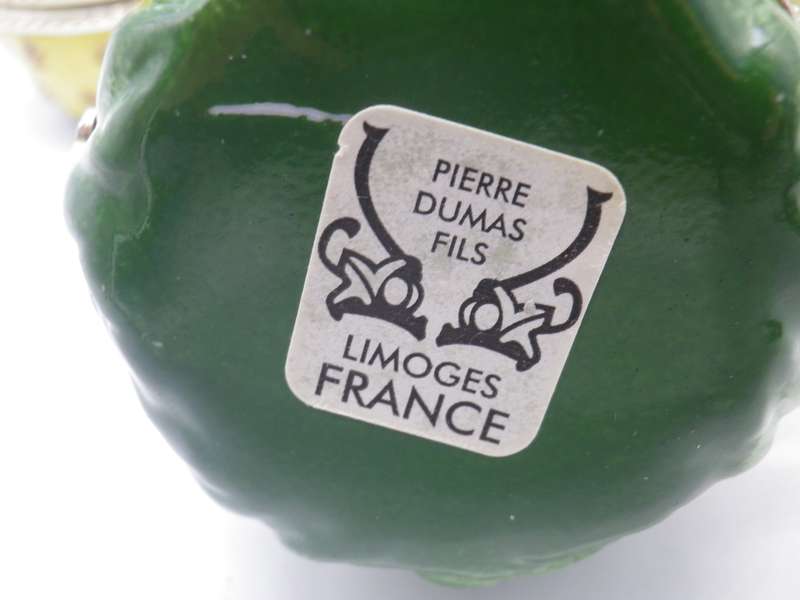 PIERRE
DUMAS
FILS
LIMOGES
FRANCE